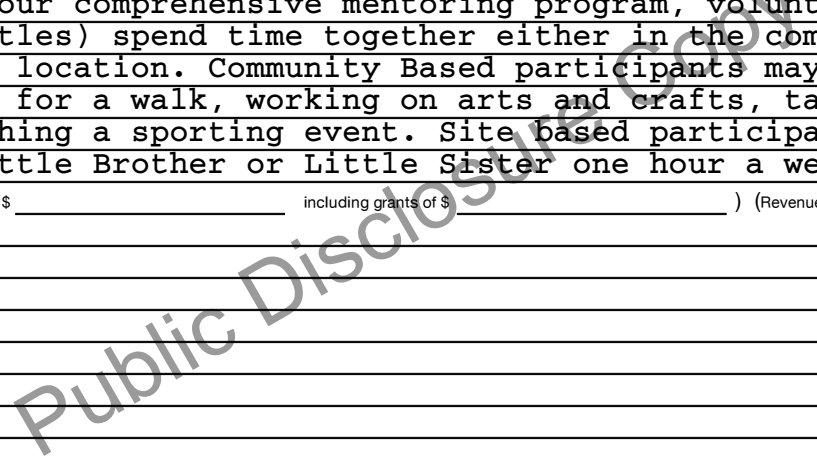 our comprehensive mentoring program, volunt
tles) spend time together either in the com
location. Community Based participants may
for a walk, working on arts and crafts, ta
hing a sporting event. Site based participa
ttle Brother or Little Sister one hour a we
$ including grants of $ ) (Revenue
Public Disclosure Copy